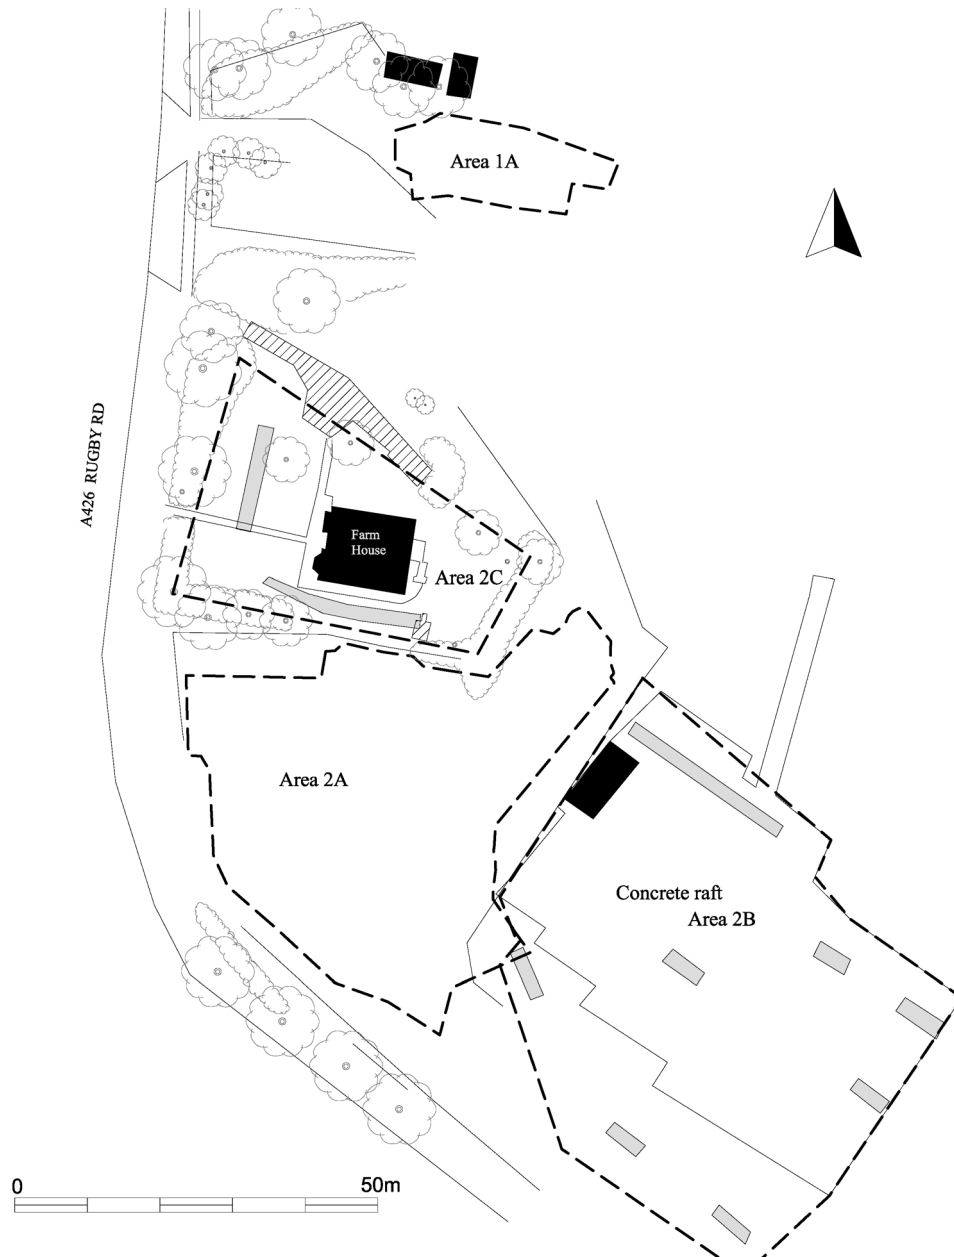 Area 1A
A426 RUGBY RD
Farm
House
Area 2C
Area 2A
Concrete raft
Area 2B
0
50m